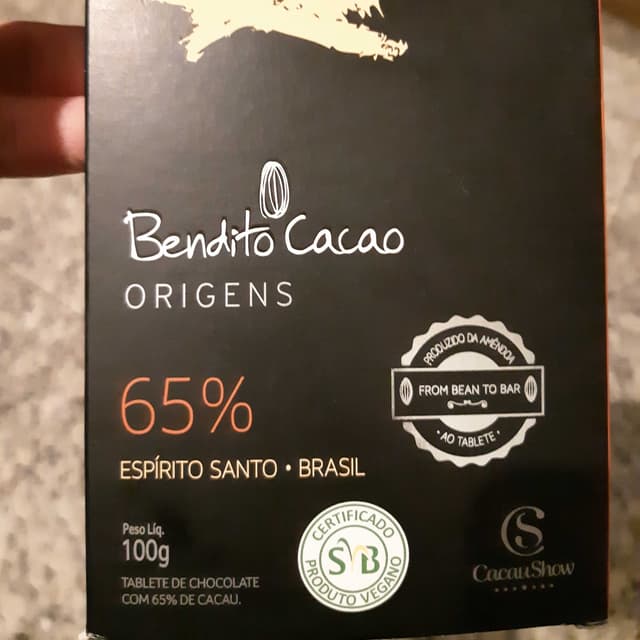 Bendito Cacao
ORIGENS
65%
ESPÍRITO SANTO • BRASIL
PRODUZIDO DA AMÊNDOA
FROM BEAN TO BAR
• AO TABLETE •
Peso Líq.
100g
TABLETE DE CHOCOLATE
COM 65% DE CACAU.
CERTIFICADO
SVB
PRODUTO VEGANO
CS
CacauShow